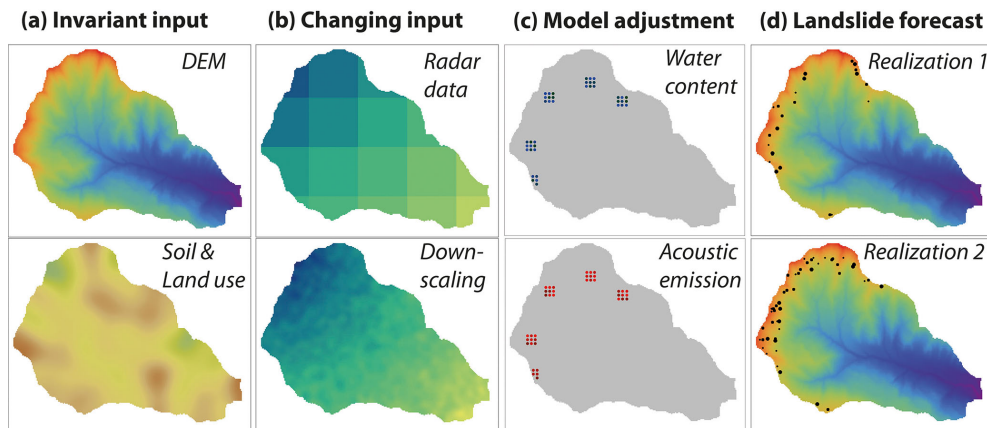 (a) Invariant input
(b) Changing input
(c) Model adjustment
(d) Landslide forecast
DEM
Radar
data
Water
content
Realization 1
Soil &
Land use
Down-
scaling
Acoustic
emission
Realization 2